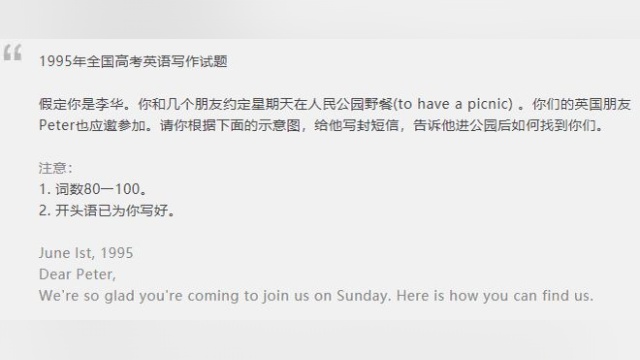 1995年全国高考英语写作试题
假定你是李华。你和几个朋友约定星期天在人民公园野餐(to have a picnic) 。你们的英国朋友
Peter也应邀参加。请你根据下面的示意图，给他写封短信，告诉他进公园后如何找到你们。
注意：
1. 词数80—100。
2. 开头语已为你写好。
June Ist, 1995
Dear Peter,
We're so glad you're coming to join us on Sunday. Here is how you can find us.